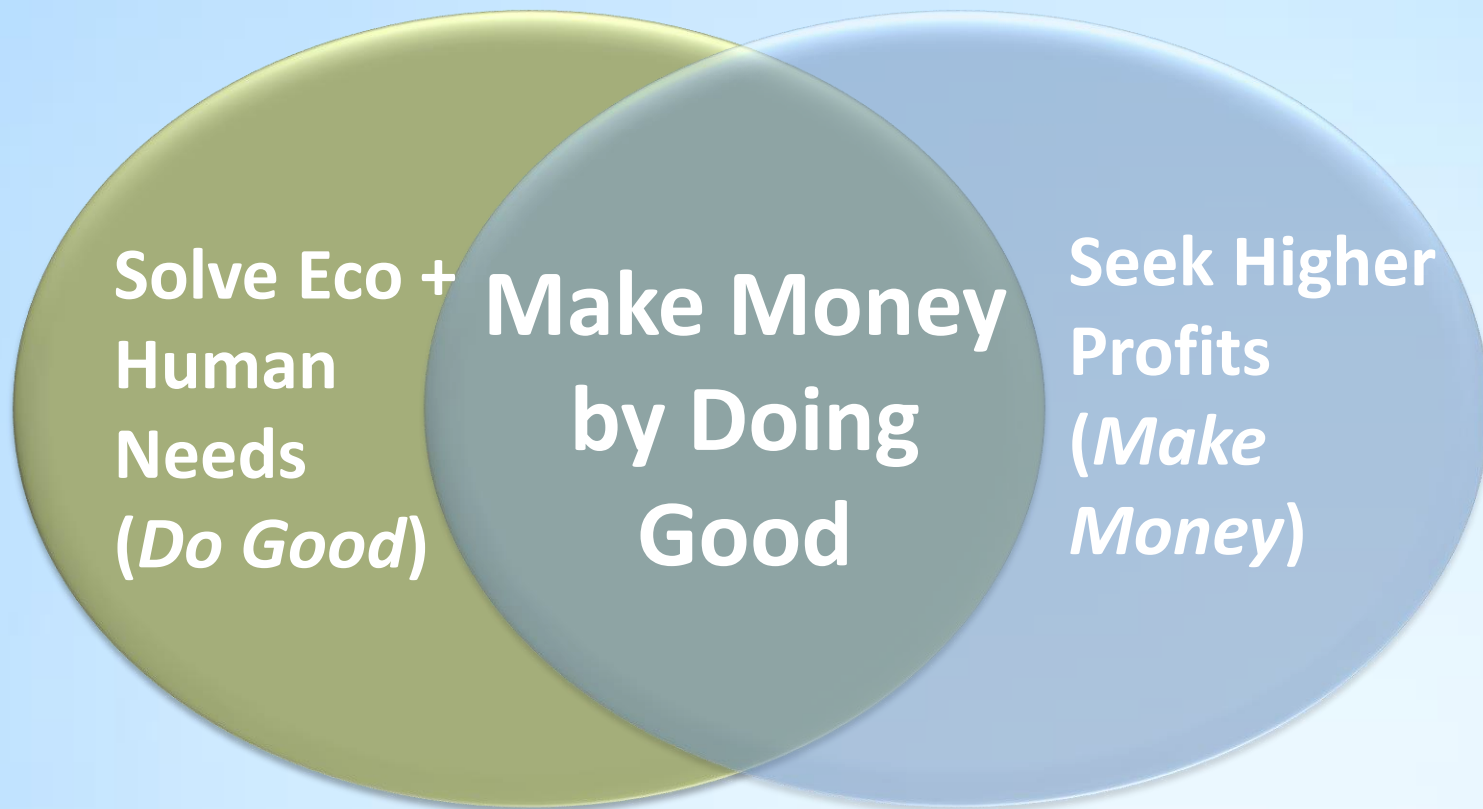 Solve Eco +
Human
Needs
(Do Good)
Make Money
by Doing
Good
Seek Higher
Profits
(Make
Money)